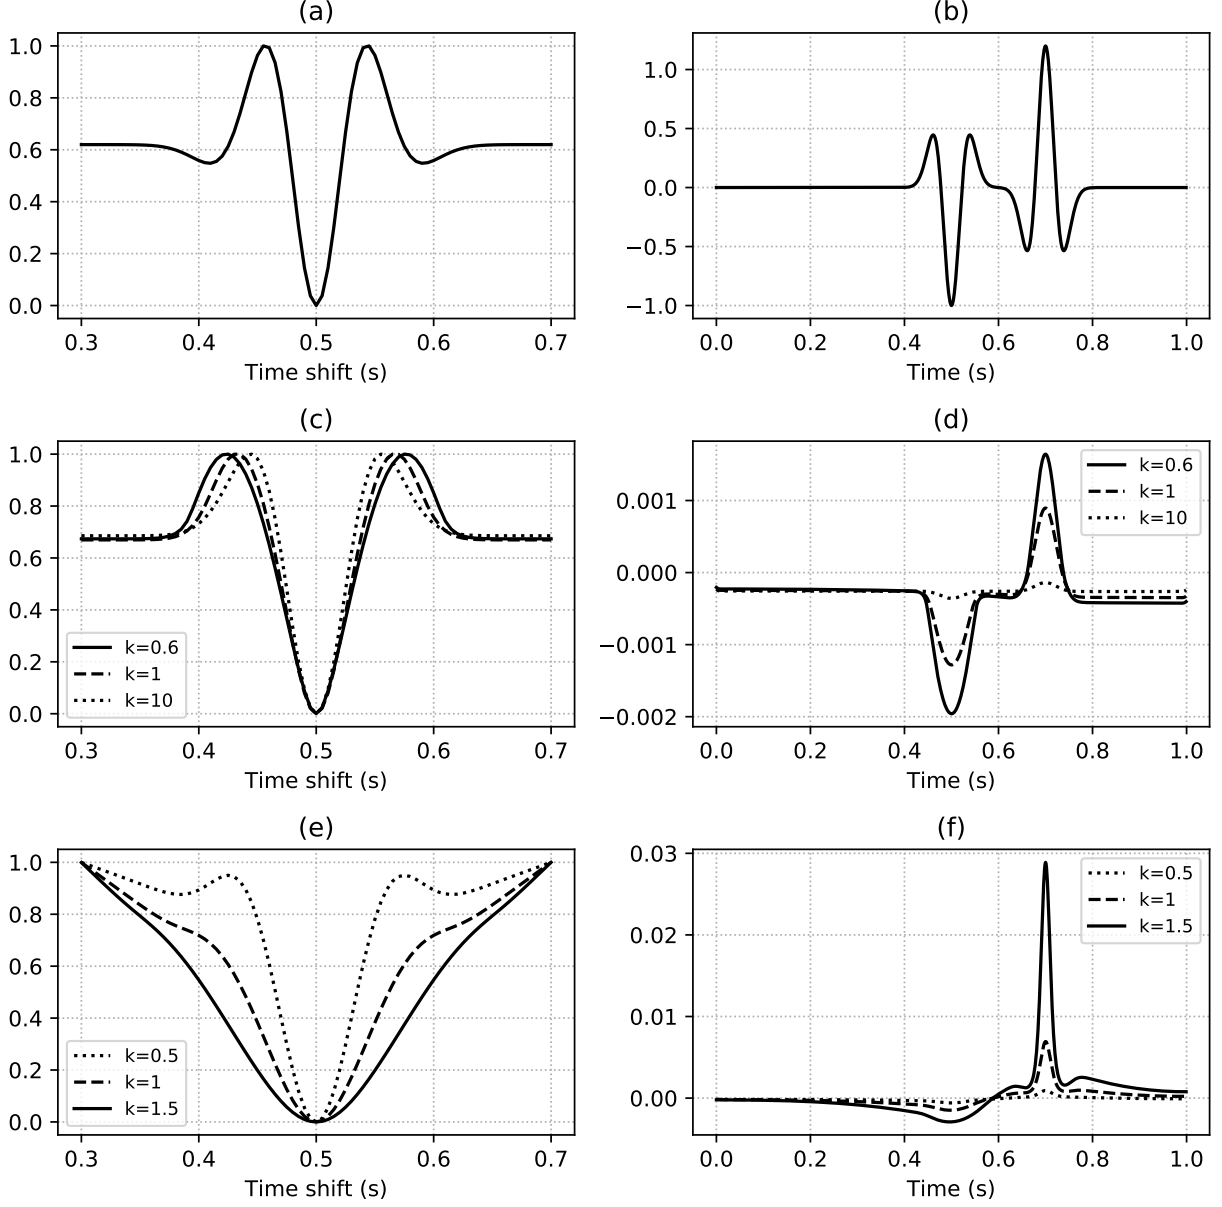 (a)
1.0
0.8
0.6
0.4
0.2
0.0
0.3 0.4 0.5 0.6 0.7
Time shift (s)
(b)
1.0
0.5
0.0
−0.5
−1.0
0.0 0.2 0.4 0.6 0.8 1.0
Time (s)
(c)
1.0
0.8
0.6
0.4
0.2
0.0
k=0.6
k=1
k=10
0.3 0.4 0.5 0.6 0.7
Time shift (s)
(d)
0.001
0.000
−0.001
−0.002
k=0.6
k=1
k=10
0.0 0.2 0.4 0.6 0.8 1.0
Time (s)
(e)
1.0
0.8
0.6
0.4
0.2
0.0
k=0.5
k=1
k=1.5
0.3 0.4 0.5 0.6 0.7
Time shift (s)
(f)
0.03
0.02
0.01
0.00
k=0.5
k=1
k=1.5
0.0 0.2 0.4 0.6 0.8 1.0
Time (s)